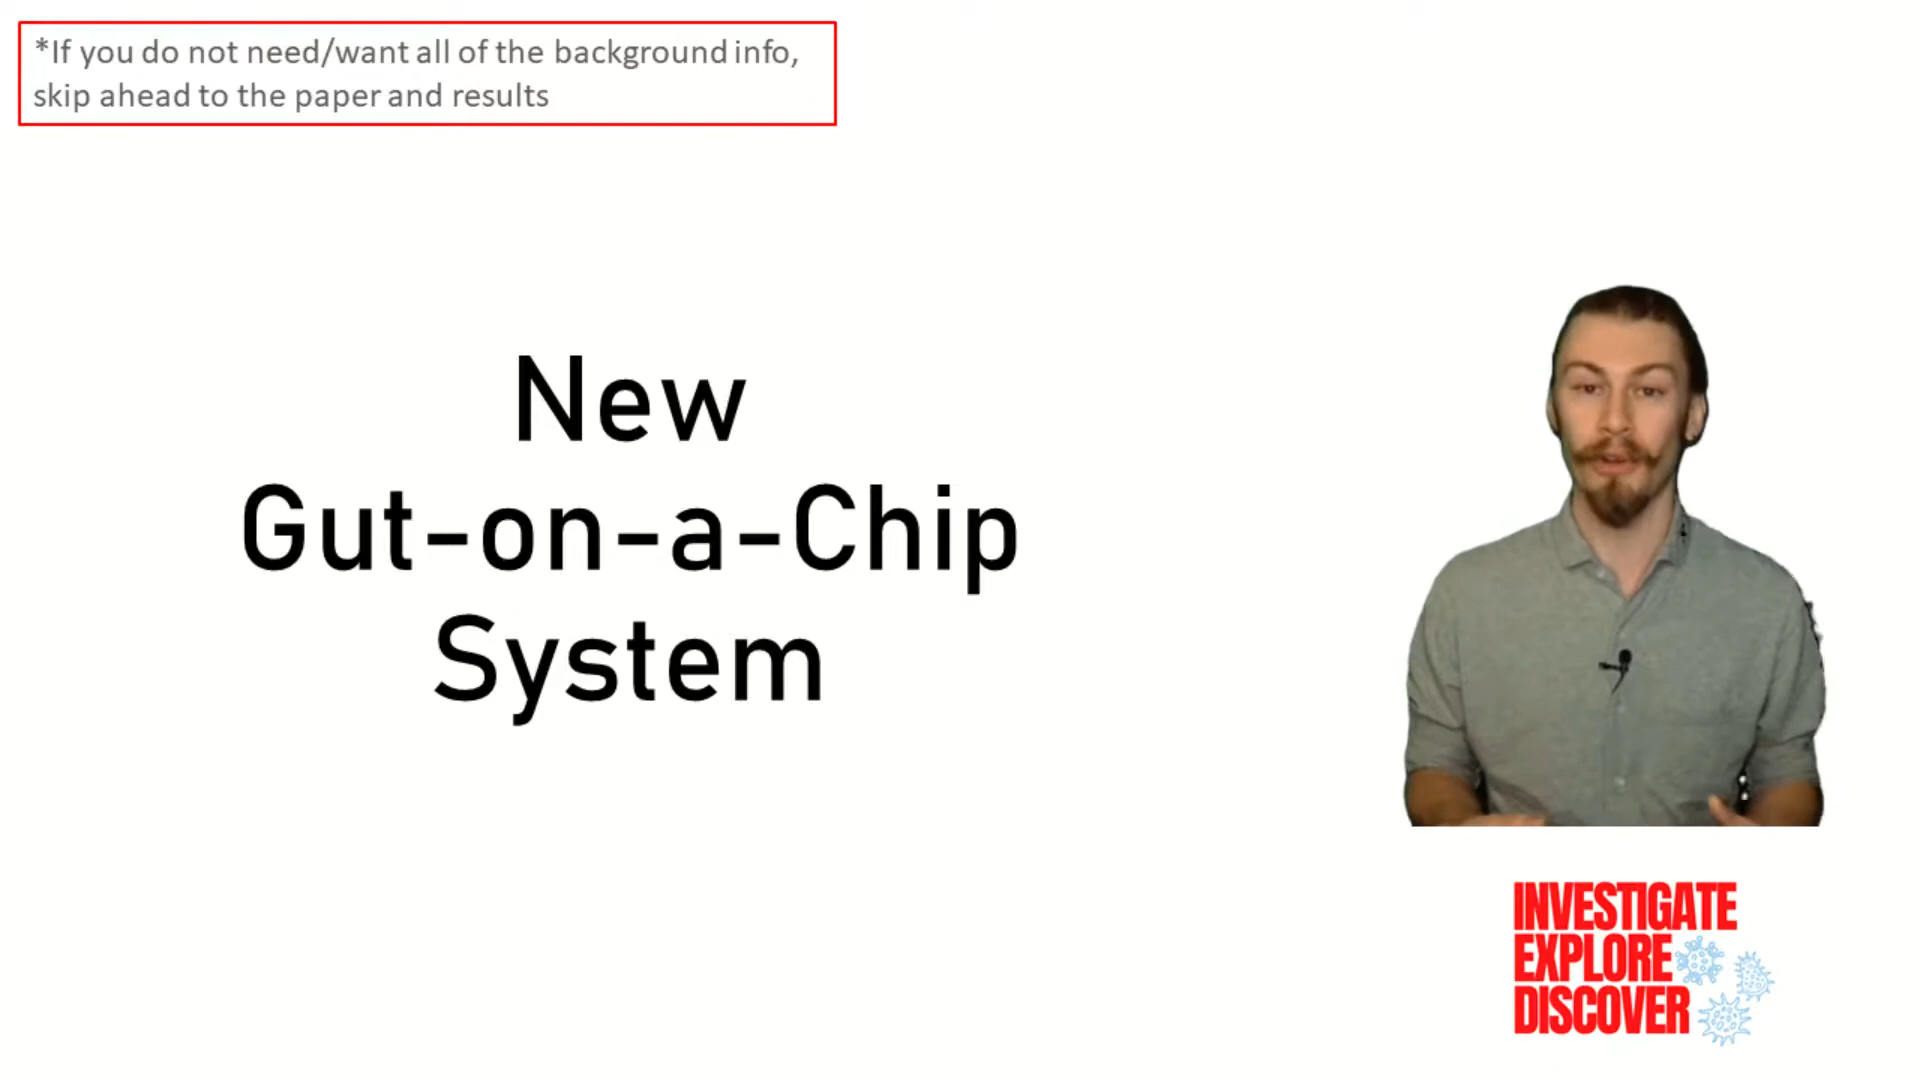 *If you do not need/want all of the background info,
skip ahead to the paper and results
New
Gut-on-a-Chip
System
INVESTIGATE
EXPLORE
DISCOVER